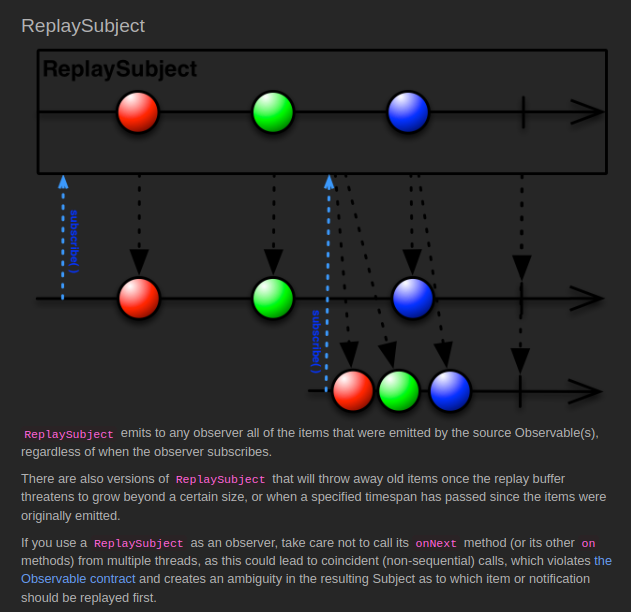 ReplaySubject
ReplaySubject
subscribe( )
subscribe( )
ReplaySubject emits to any observer all of the items that were emitted by the source Observable(s),
regardless of when the observer subscribes.
There are also versions of ReplaySubject that will throw away old items once the replay buffer
threatens to grow beyond a certain size, or when a specified timespan has passed since the items were
originally emitted.
If you use a ReplaySubject as an observer, take care not to call its onNext method (or its other on
methods) from multiple threads, as this could lead to coincident (non-sequential) calls, which violates the
Observable contract and creates an ambiguity in the resulting Subject as to which item or notification
should be replayed first.